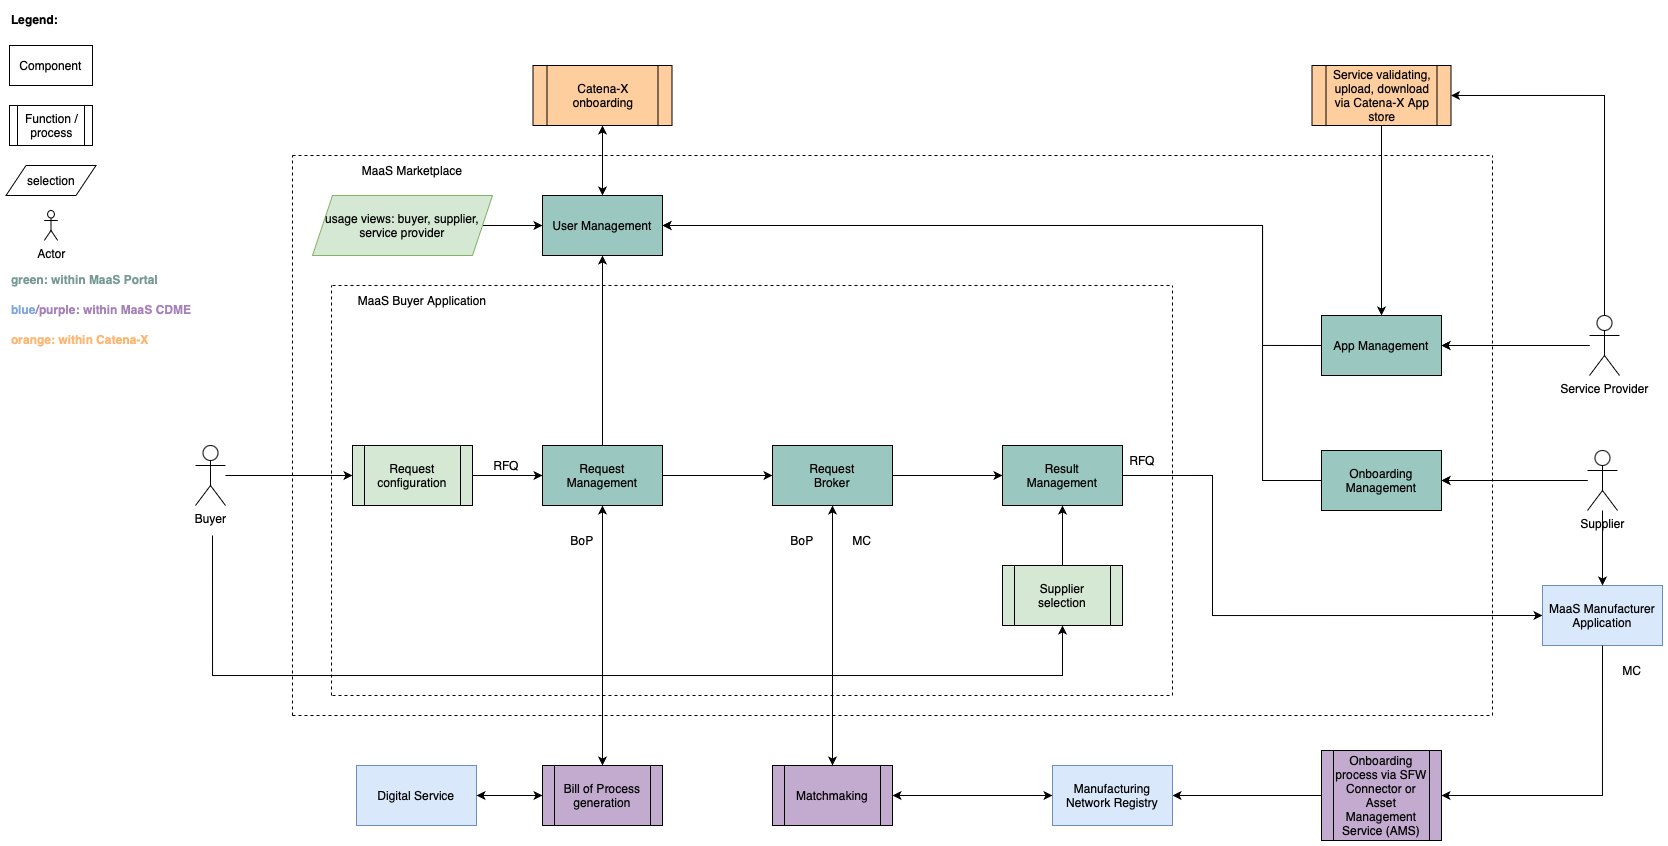 Legend:
Component
Function /
process
selection
Actor
green: within MaaS Portal
blue/purple: within MaaS CDME
orange: within Catena-X
Catena-X
onboarding
Service validating,
upload, download
via Catena-X App
store
MaaS Marketplace
usage views: buyer, supplier,
service provider
User Management
MaaS Buyer Application
App Management
Service Provider
Buyer
Request
configuration
RFQ
Request
Management
Request
Broker
Result
Management
RFQ
Onboarding
Management
Supplier
BoP
BoP
MC
Supplier
selection
MaaS Manufacturer
Application
MC
Digital Service
Bill of Process
generation
Matchmaking
Manufacturing
Network Registry
Onboarding
process via SFW
Connector or
Asset
Management
Service (AMS)